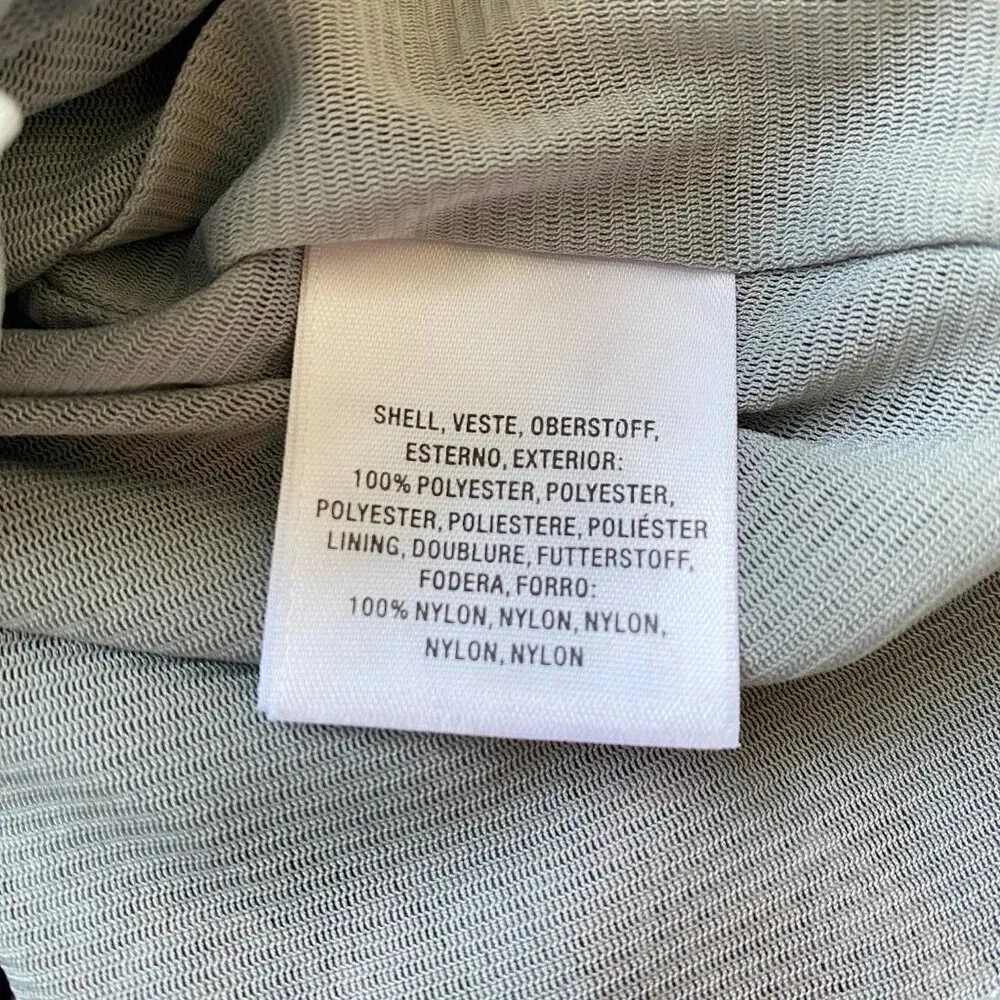 SHELL, VESTE, OBERSTOFF,
ESTERNO, EXTERIOR:
100% POLYESTER, POLYESTER,
POLYESTER, POLIESTERE, POLIÉSTER
LINING, DOUBLURE, FUTTERSTOFF,
FODERA, FORRO:
100% NYLON, NYLON, NYLON,
NYLON, NYLON